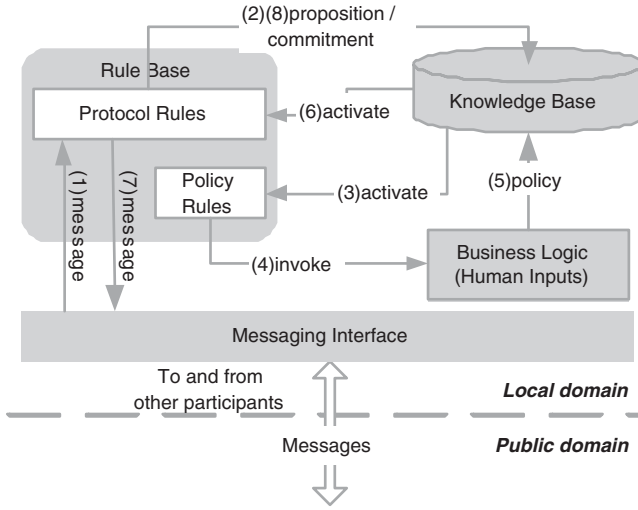 (2)(8)proposition /
commitment
Rule Base
Protocol Rules
Knowledge Base
(6)activate
(1)message
(7)message
Policy
Rules
(3)activate
(5)policy
(4)invoke
Business Logic
(Human Inputs)
Messaging Interface
To and from
other participants
Local domain
Messages
Public domain